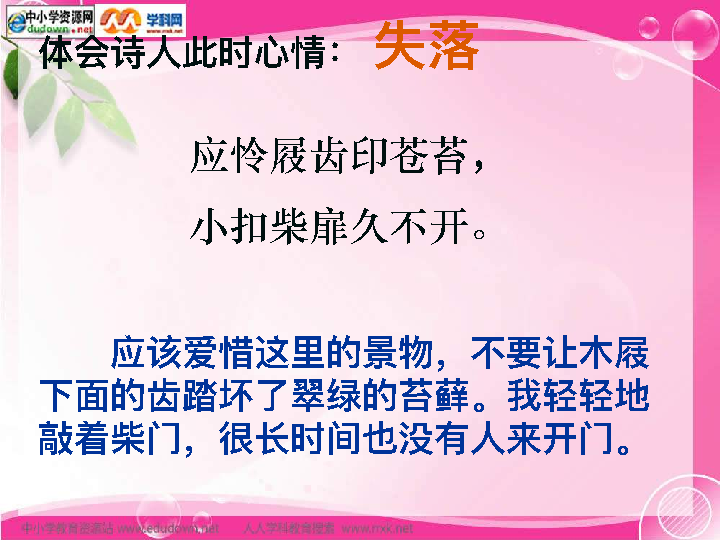 中小学资源网 学科网
dudown.net www.nrxk.net
体会诗人此时心情： 失落
应怜屐齿印苍苔，
小扣柴扉久不开。
应该爱惜这里的景物，不要让木屐
下面的齿踏坏了翠绿的苔藓。我轻轻地
敲着柴门，很长时间也没有人来开门。
中小学教育资源站 www.edudown.net 人人学科教育搜索 www.rrxk.net